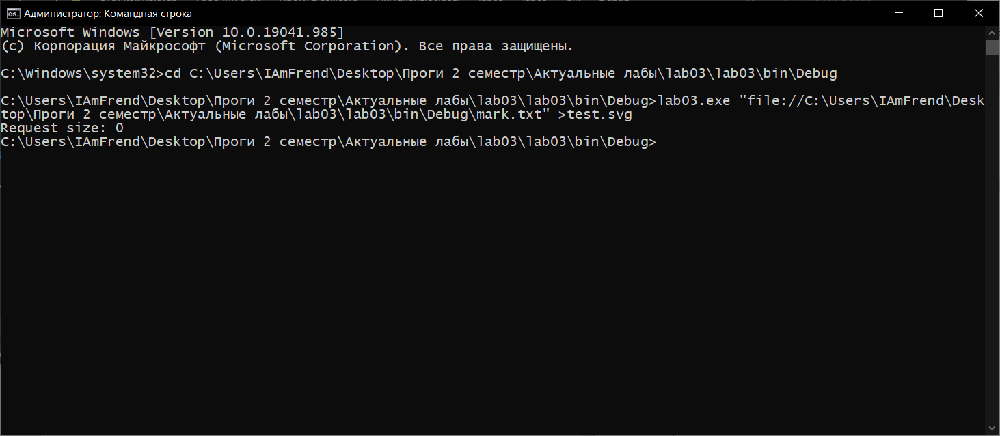 Администратор: Командная строка
Microsoft Windows [Version 10.0.19041.985]
(c) Корпорация Майкрософт (Microsoft Corporation). Все права защищены.
C:\Windows\system32>cd C:\Users\IAmFrend\Desktop\Проги 2 семестр\Актуальные лабы\lab03\lab03\bin\Debug
C:\Users\IAmFrend\Desktop\Проги 2 семестр\Актуальные лабы\lab03\lab03\bin\Debug>lab03.exe "file://C:\Users\IAmFrend\Desk
top\Проги 2 семестр\Актуальные лабы\lab03\lab03\bin\Debug\mark.txt" >test.svg
Request size: 0
C:\Users\IAmFrend\Desktop\Проги 2 семестр\Актуальные лабы\lab03\lab03\bin\Debug>